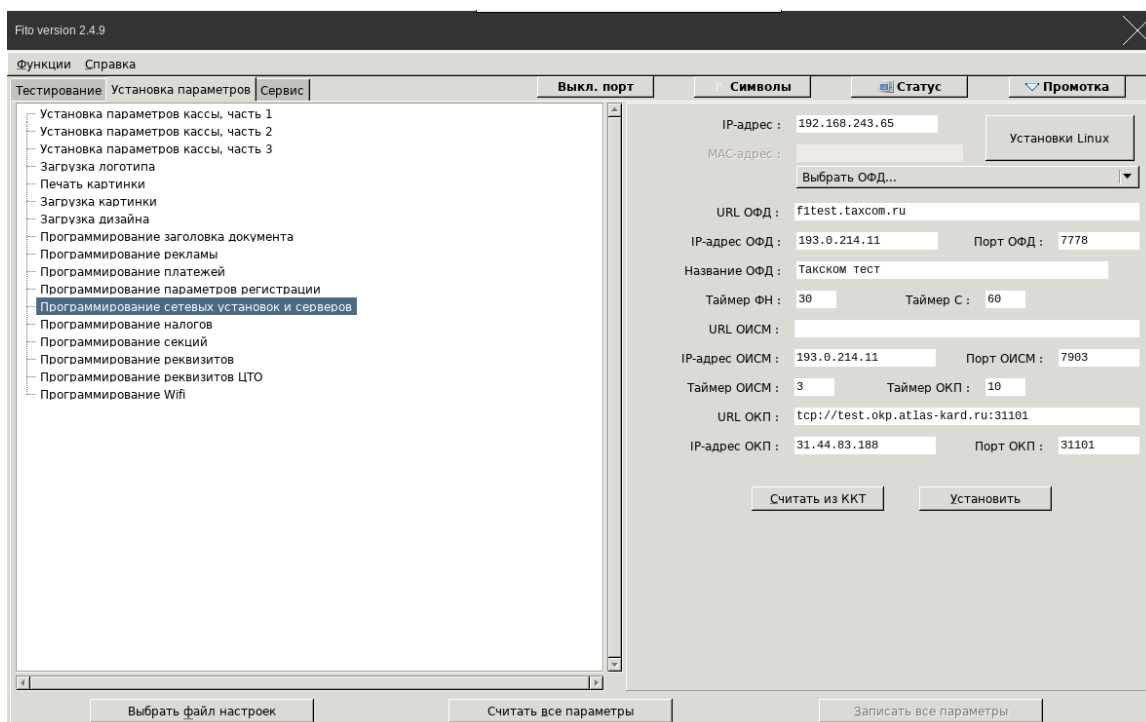 Fito version 2.4.9
Функции Справка
Тестирование Установка параметров Сервис Выкл. порт Символы Статус Промотка
Установка параметров кассы, часть 1
Установка параметров кассы, часть 2
Установка параметров кассы, часть 3
Загрузка логотипа
Печать картинки
Загрузка картинки
Загрузка дизайна
Программирование заголовка документа
Программирование рекламы
Программирование платежей
Программирование параметров регистрации
Программирование сетевых установок и серверов
Программирование налогов
Программирование секций
Программирование реквизитов
Программирование реквизитов ЦТО
Программирование Wifi
IP-адрес : 192.168.243.65
Установки Linux
MAC-адрес :
Выбрать ОФД...
URL ОФД : f1test.taxcom.ru
IP-адрес ОФД : 193.0.214.11 Порт ОФД : 7778
Название ОФД : Такском тест
Таймер ФН : 30 Таймер С : 60
URL ОИСМ :
IP-адрес ОИСМ : 193.0.214.11 Порт ОИСМ : 7903
Таймер ОИСМ : 3 Таймер ОКП : 10
URL ОКП : tcp://test.okp.atlas-kard.ru:31101
IP-адрес ОКП : 31.44.83.188 Порт ОКП : 31101
Считать из ККТ Установить
Выбрать файл настроек Считать все параметры Записать все параметры